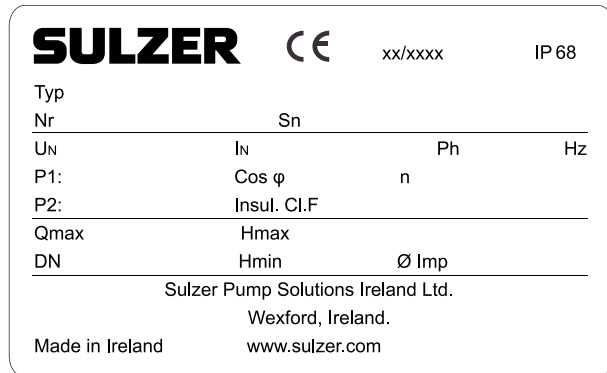 SULZER CE xx/xxxx IP 68
Typ
Nr Sn
UN IN Ph Hz
P1: Cos φ n
P2: Insul. Cl.F
Qmax Hmax
DN Hmin Ø Imp
Sulzer Pump Solutions Ireland Ltd.
Wexford, Ireland.
Made in Ireland www.sulzer.com